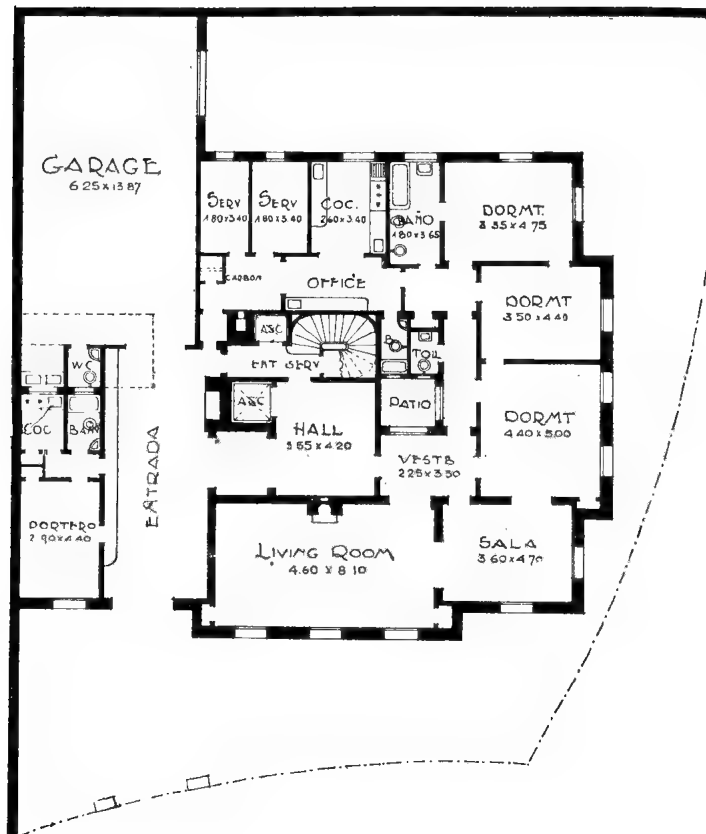 GARAGE
6.25 x 13.87
SERV
1.80 x 3.40
SERV
1.80 x 3.40
COC.
2.60 x 3.40
BAÑO
1.80 x 3.65
DORMT.
3.35 x 4.75
CARBON
OFFICE
DORMT
3.50 x 4.40
ASC
B.
TOIL
ENT SERV
WC
ASC
PATIO
DORMT
4.40 x 5.00
COC
BAÑO
HALL
3.65 x 4.20
VESTB
2.25 x 3.50
ENTRADA
PORTERO
2.90 x 4.40
LIVING ROOM
4.60 x 8.10
SALA
3.60 x 4.70